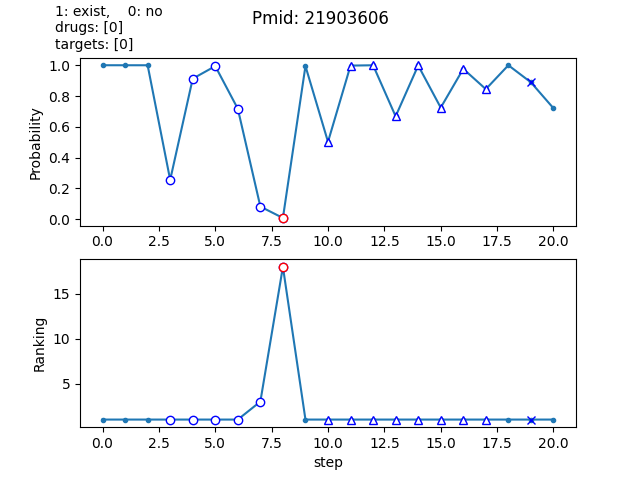 1: exist,    0: no
drugs: [0]
targets: [0]
Pmid: 21903606
Probability
1.0
0.8
0.6
0.4
0.2
0.0
0.0 2.5 5.0 7.5 10.0 12.5 15.0 17.5 20.0
Ranking
15
10
5
0.0 2.5 5.0 7.5 10.0 12.5 15.0 17.5 20.0
step